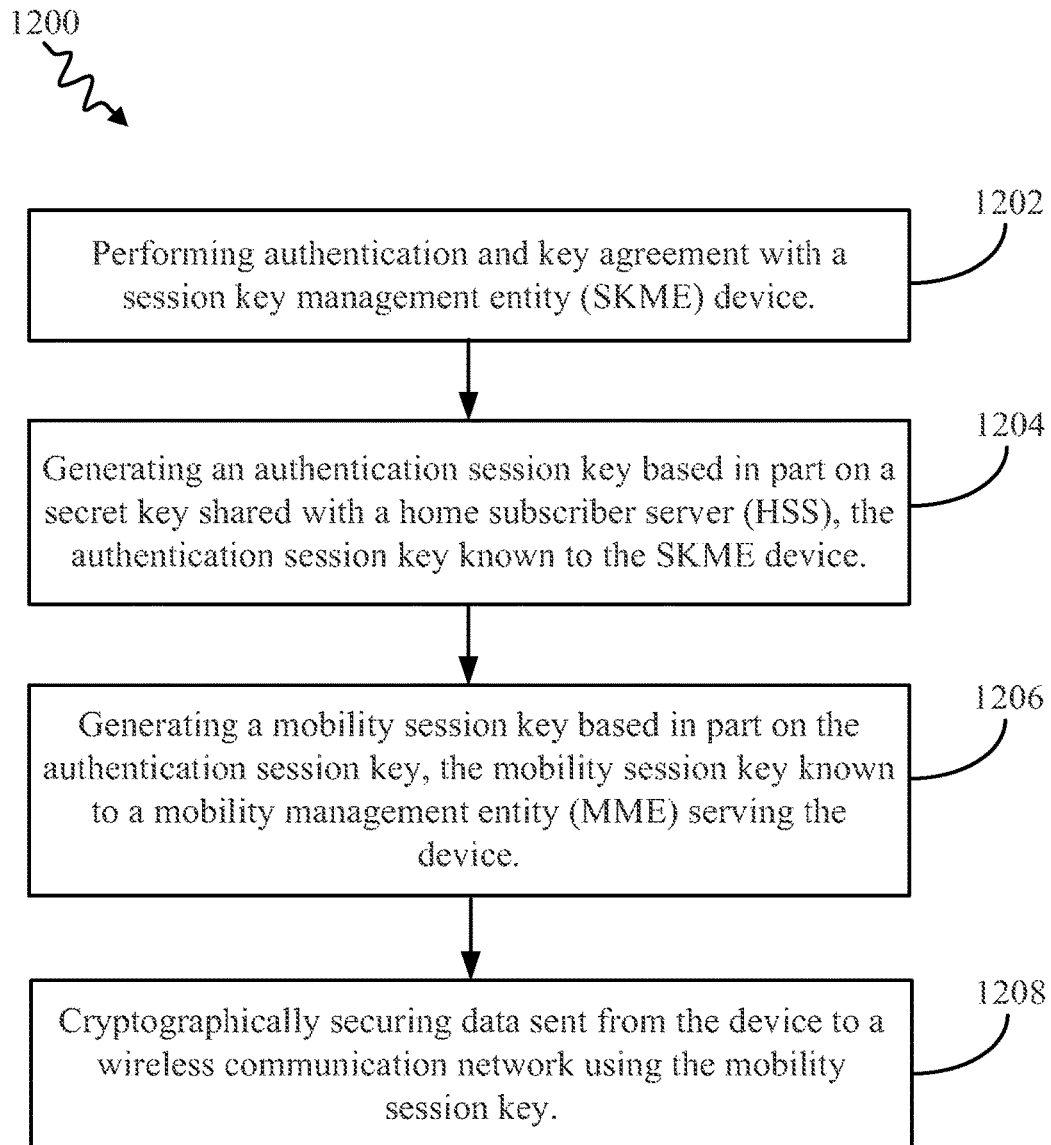 1200
1202
Performing authentication and key agreement with a
session key management entity (SKME) device.
1204
Generating an authentication session key based in part on a
secret key shared with a home subscriber server (HSS), the
authentication session key known to the SKME device.
1206
Generating a mobility session key based in part on the
authentication session key, the mobility session key known
to a mobility management entity (MME) serving the
device.
1208
Cryptographically securing data sent from the device to a
wireless communication network using the mobility
session key.